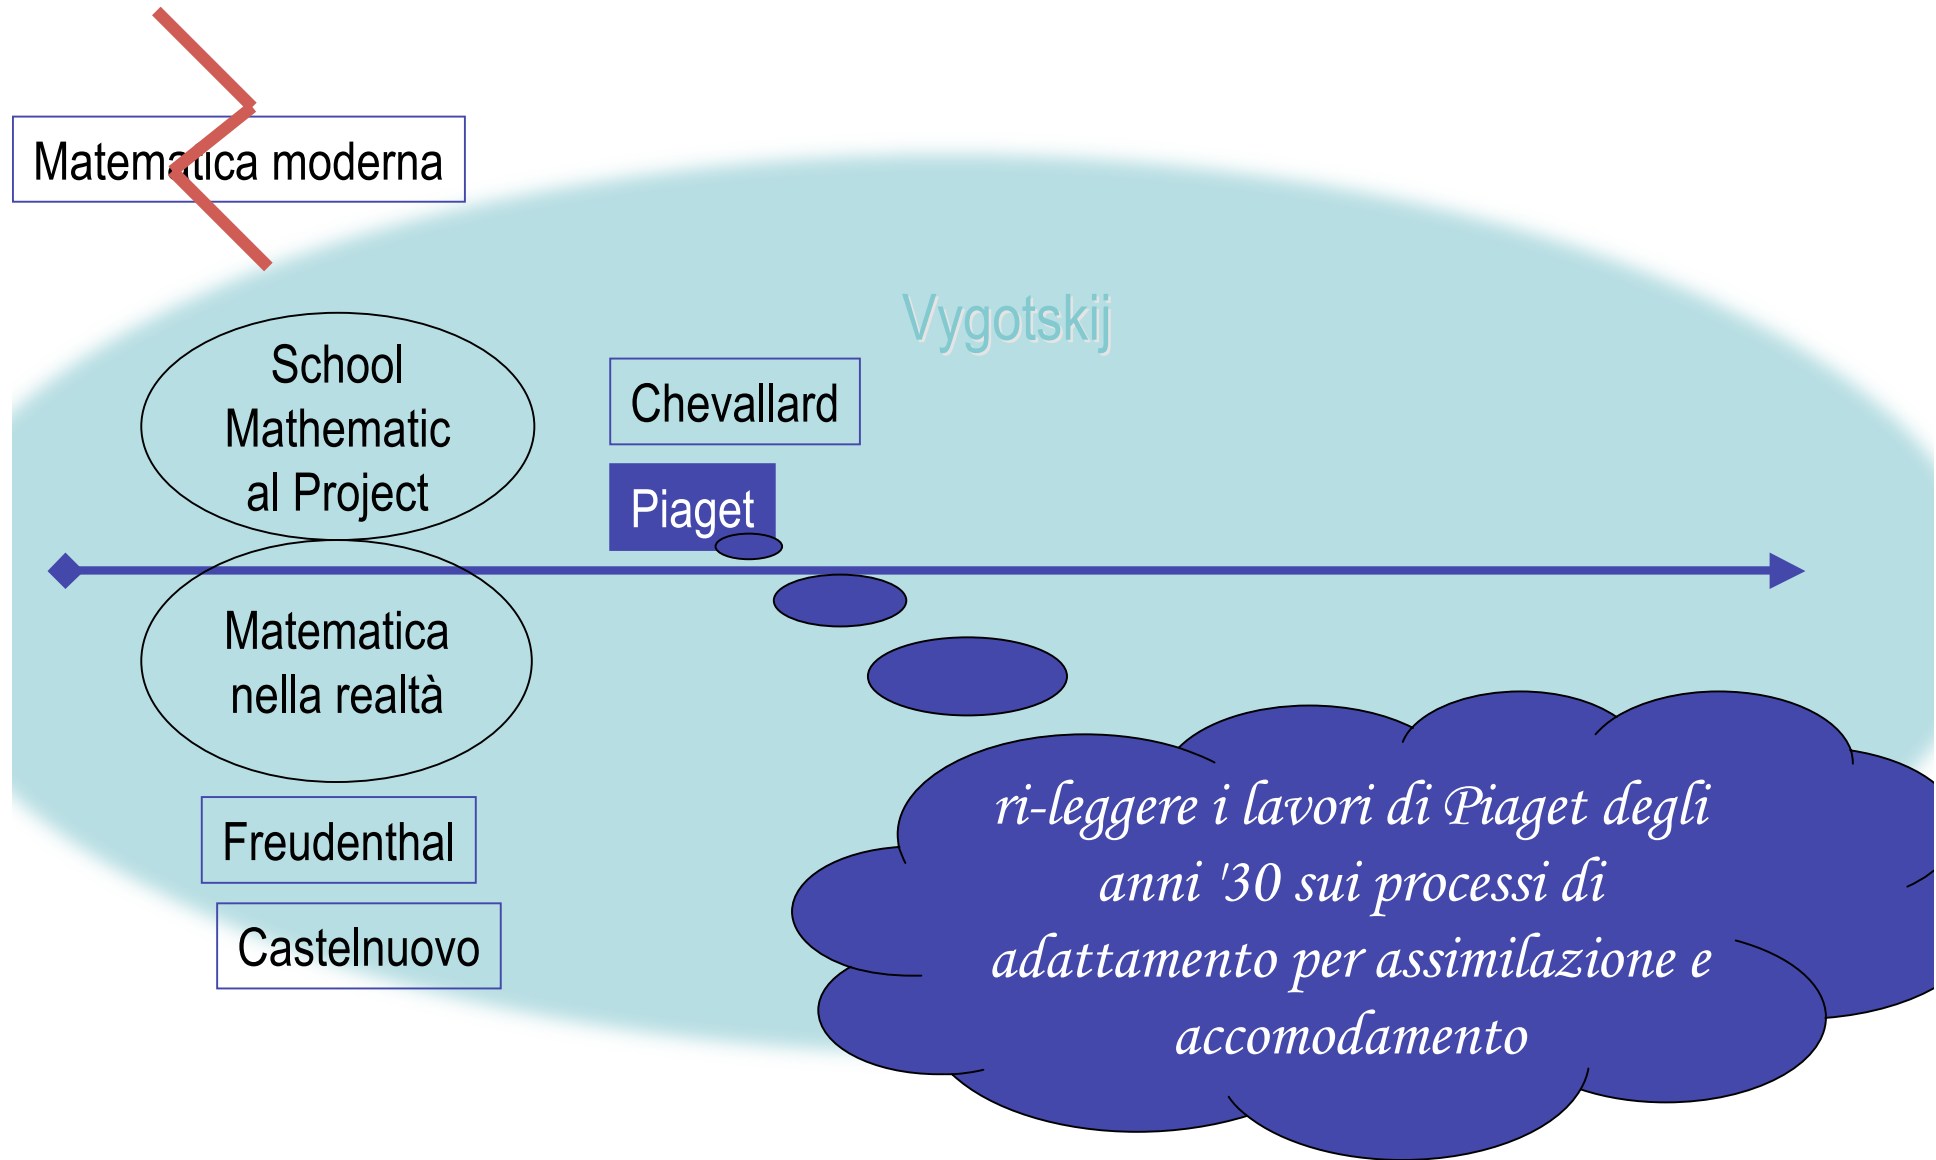 Matematica moderna
Vygotskij
School
Mathematic
al Project
Chevallard
Piaget
Matematica
nella realtà
Freudenthal
Castelnuovo
ri-leggere i lavori di Piaget degli
anni '30 sui processi di
adattamento per assimilazione e
accomodamento